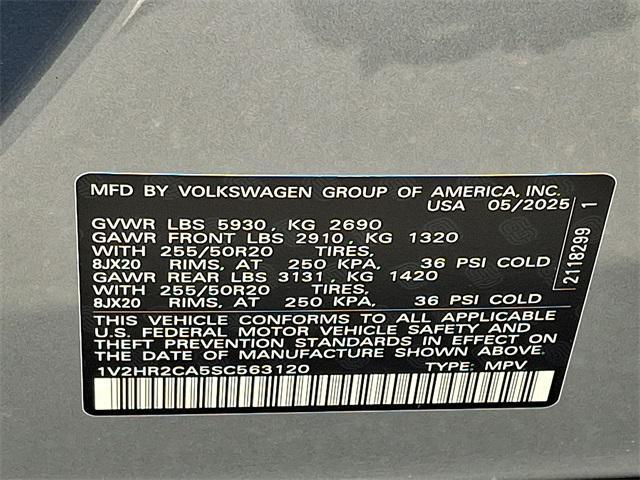 MFD BY VOLKSWAGEN GROUP OF AMERICA, INC.
USA 05/2025
GVWR LBS 5930, KG 2690
GAWR FRONT LBS 2910, KG 1320
WITH 255/50R20 TIRES,
8JX20 RIMS, AT 250 KPA, 36 PSI COLD
GAWR REAR LBS 3131, KG 1420
WITH 255/50R20 TIRES,
8JX20 RIMS, AT 250 KPA, 36 PSI COLD
THIS VEHICLE CONFORMS TO ALL APPLICABLE
U.S. FEDERAL MOTOR VEHICLE SAFETY AND
THEFT PREVENTION STANDARDS IN EFFECT ON
THE DATE OF MANUFACTURE SHOWN ABOVE.
1V2HR2CA5SC563120 TYPE: MPV
2118299 1